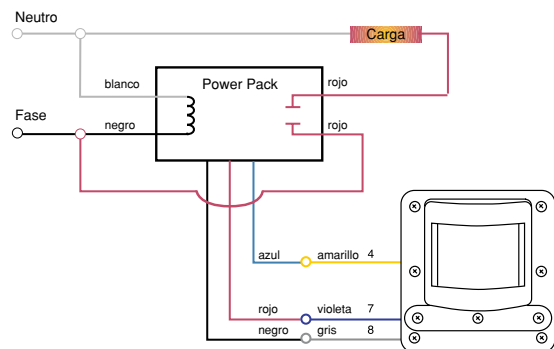 Neutro
Carga
blanco
Power Pack
rojo
Fase
negro
rojo
azul
amarillo 4
rojo
violeta 7
negro
gris 8